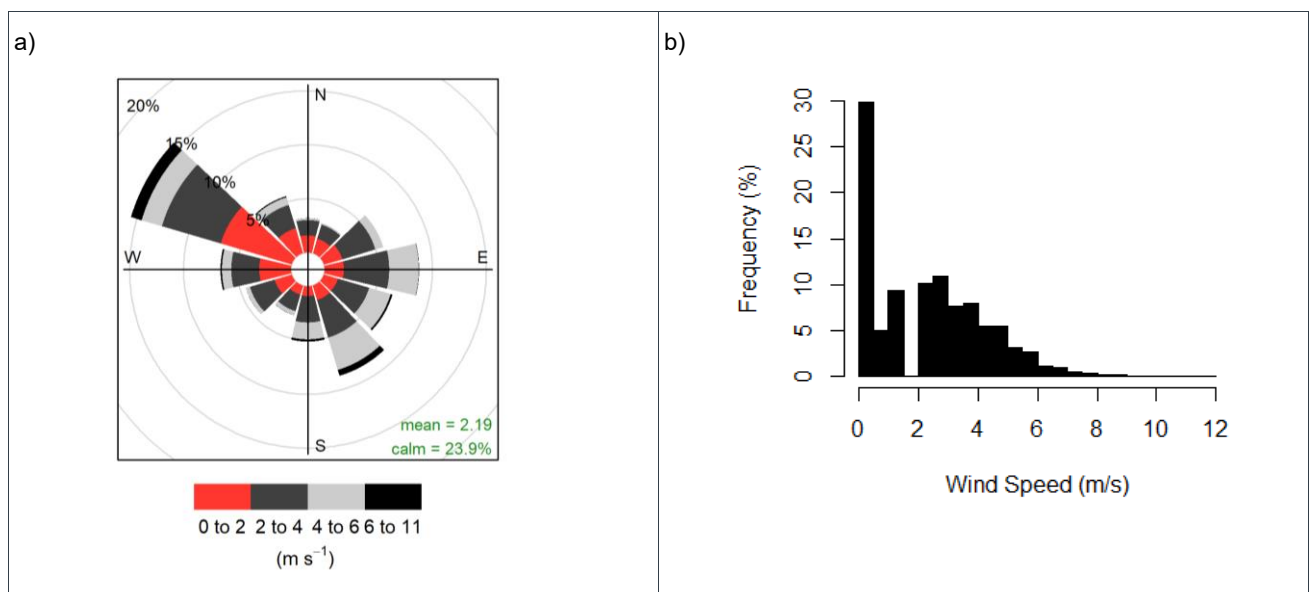 a)
N
20%
15%
10%
5%
W
E
S
mean = 2.19
calm = 23.9%
0 to 2 2 to 4 4 to 6 6 to 11
(m s⁻¹)
b)
Frequency (%)
30
25
20
15
10
5
0
0 2 4 6 8 10 12
Wind Speed (m/s)